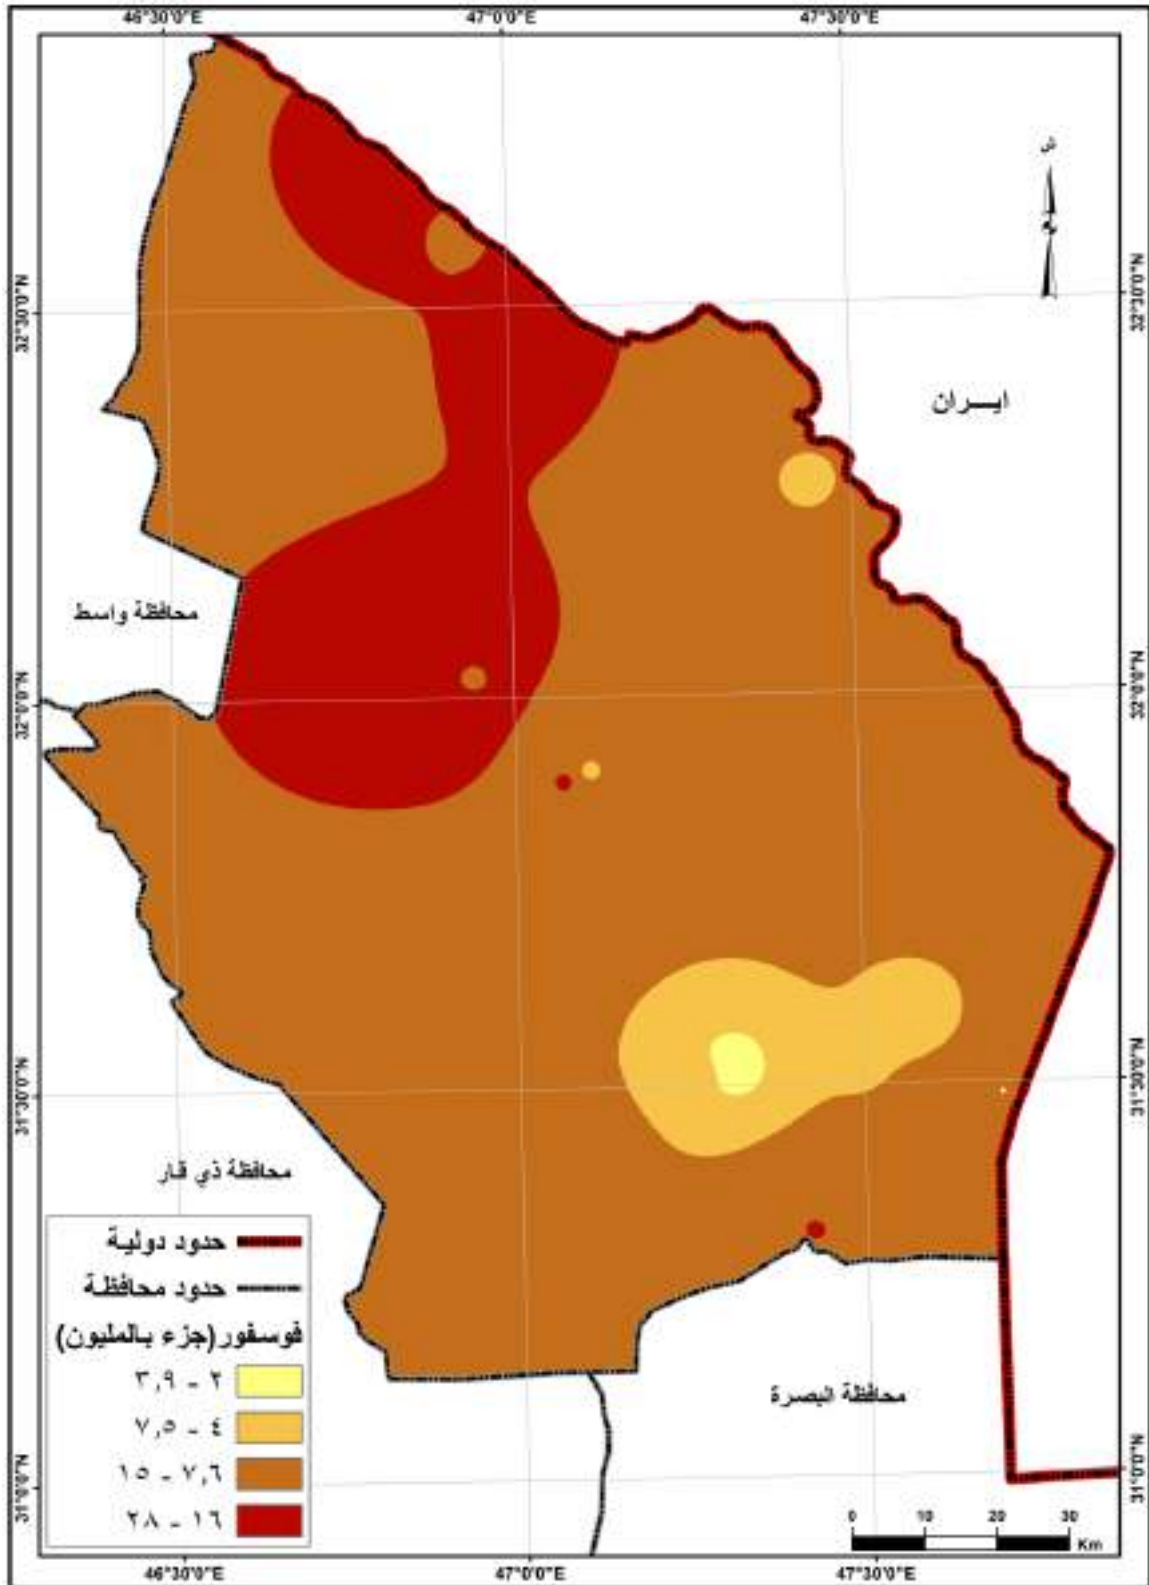 46°30'0"E 47°0'0"E 47°30'0"E
ش
32°30'0"N 32°30'0"N
ايـــران
محافظة واسط
32°0'0"N 32°0'0"N
31°30'0"N 31°30'0"N
محافظة ذي قار
حدود دولية
حدود محافظة
فوسفور(جزء بالمليون)
٢ - ٣,٩
٤ - ٧,٥
٧,٦ - ١٥
١٦ - ٢٨
محافظة البصرة
31°0'0"N 31°0'0"N
0 10 20 30
Km
46°30'0"E 47°0'0"E 47°30'0"E